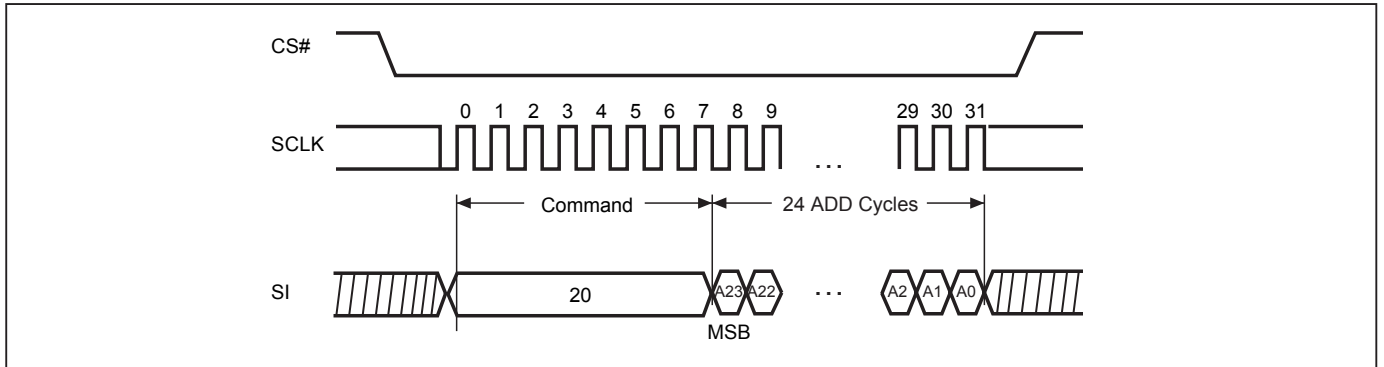 CS#
0 1 2 3 4 5 6 7 8 9 29 30 31
SCLK
...
Command 24 ADD Cycles
SI 20 A23 A22 ... A2 A1 A0
MSB